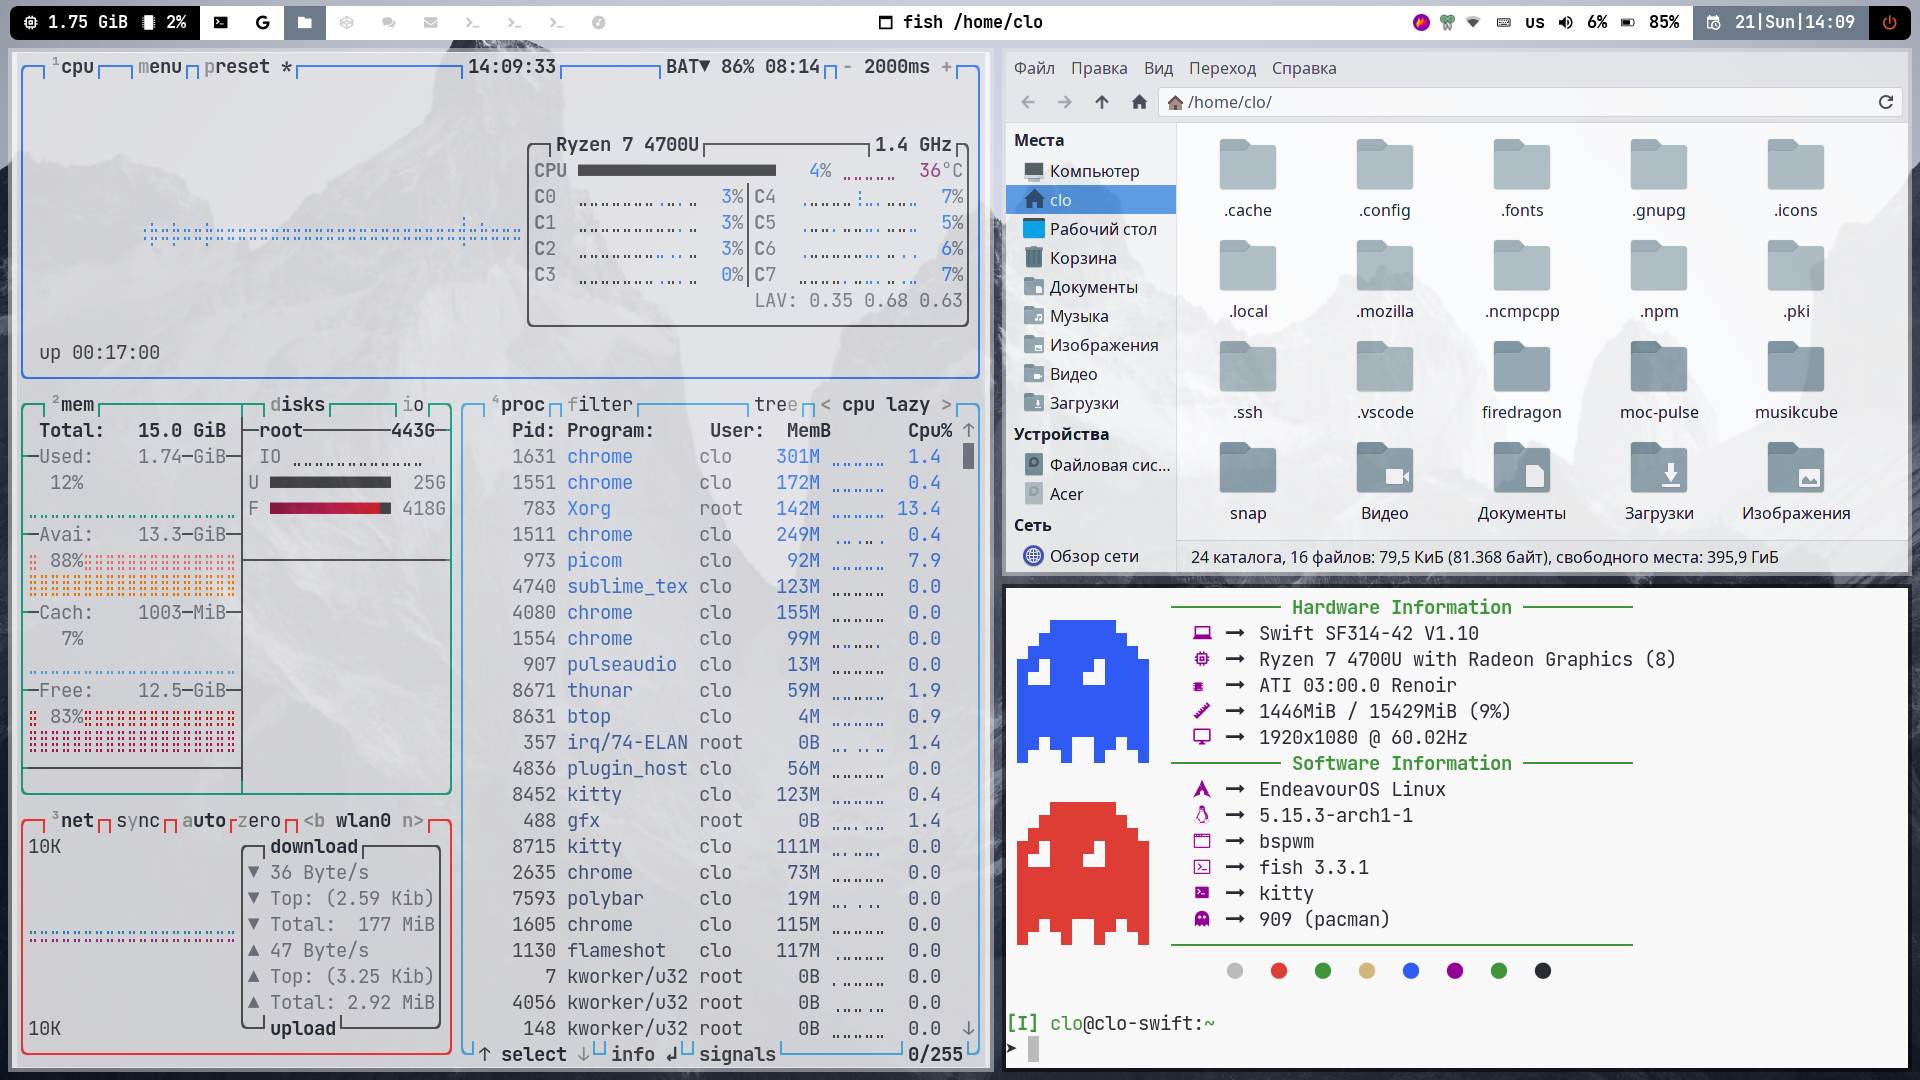 1.75 GiB 2% fish /home/clo us 6% 85% 21|Sun|14:09
¹cpu menu preset * 14:09:33 BAT▼ 86% 08:14 - 2000ms +
Ryzen 7 4700U 1.4 GHz
CPU 4% 36°C
C0 3% C4 7%
C1 3% C5 5%
C2 3% C6 6%
C3 0% C7 7%
LAV: 0.35 0.68 0.63
up 00:17:00
²mem disks io
Total: 15.0 GiB root 443G
Used: 1.74 GiB IO
12% U 25G
F 418G
Avai: 13.3 GiB
88%
Cach: 1003 MiB
7%
Free: 12.5 GiB
83%
³net sync auto zero <b wlan0 n>
10K download
▼ 36 Byte/s
▼ Top: (2.59 Kib)
▼ Total: 177 MiB
▲ 47 Byte/s
▲ Top: (3.25 Kib)
▲ Total: 2.92 MiB
10K upload
⁴proc filter tree < cpu lazy >
Pid: Program: User: MemB Cpu% ↑
1631 chrome clo 301M 1.4
1551 chrome clo 172M 0.4
783 Xorg root 142M 13.4
1511 chrome clo 249M 0.4
973 picom clo 92M 7.9
4740 sublime_tex clo 123M 0.0
4080 chrome clo 155M 0.0
1554 chrome clo 99M 0.0
907 pulseaudio clo 13M 0.0
8671 thunar clo 59M 1.9
8631 btop clo 4M 0.9
357 irq/74-ELAN root 0B 1.4
4836 plugin_host clo 56M 0.0
8452 kitty clo 123M 0.4
488 gfx root 0B 1.4
8715 kitty clo 111M 0.0
2635 chrome clo 73M 0.0
7593 polybar clo 19M 0.0
1605 chrome clo 115M 0.0
1130 flameshot clo 117M 0.0
7 kworker/u32 root 0B 0.0
4056 kworker/u32 root 0B 0.0
148 kworker/u32 root 0B 0.0 ↓
↑ select ↓ info ↲ signals 0/255
Файл Правка Вид Переход Справка
/home/clo/
Места
Компьютер
clo
Рабочий стол
Корзина
Документы
Музыка
Изображения
Видео
Загрузки
Устройства
Файловая сис...
Acer
Сеть
Обзор сети
.cache .config .fonts .gnupg .icons
.local .mozilla .ncmpcpp .npm .pki
.ssh .vscode firedragon moc-pulse musikcube
snap Видео Документы Загрузки Изображения
24 каталога, 16 файлов: 79,5 КиБ (81.368 байт), свободного места: 395,9 ГиБ
Hardware Information
→ Swift SF314-42 V1.10
→ Ryzen 7 4700U with Radeon Graphics (8)
→ ATI 03:00.0 Renoir
→ 1446MiB / 15429MiB (9%)
→ 1920x1080 @ 60.02Hz
Software Information
→ EndeavourOS Linux
→ 5.15.3-arch1-1
→ bspwm
→ fish 3.3.1
→ kitty
→ 909 (pacman)
[I] clo@clo-swift:~
➤